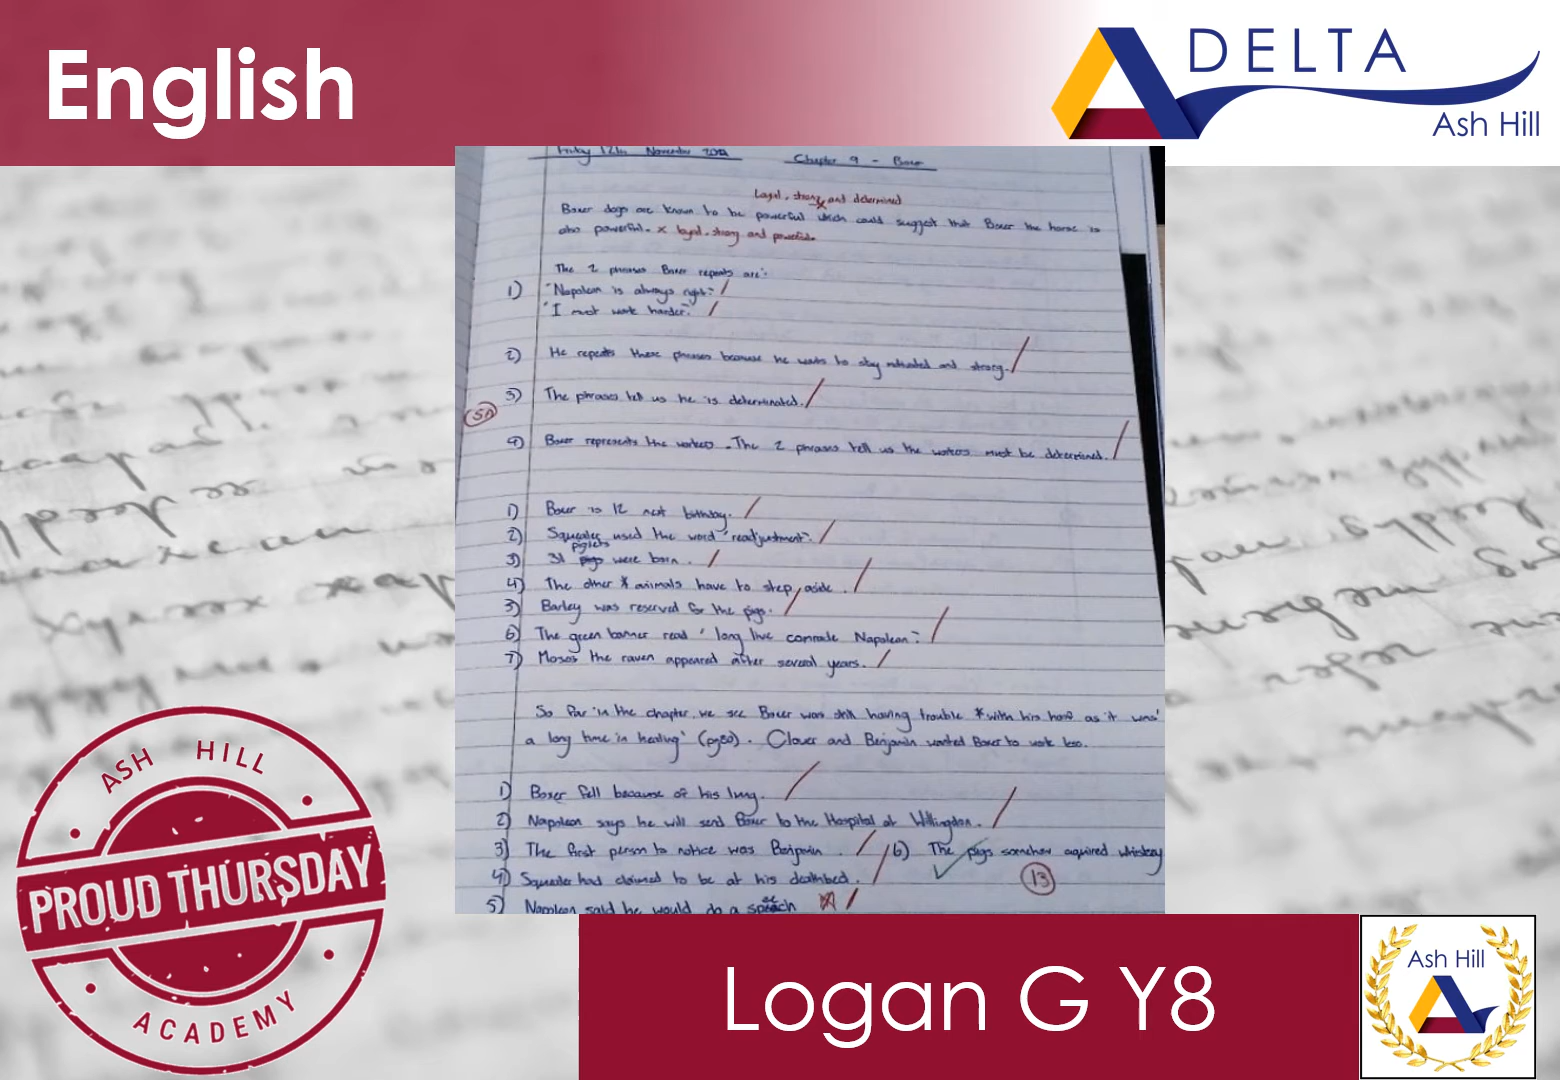 English
DELTA
Ash Hill
Friday 12th November Chapter 9 - Boxer
Loyal, strong and determined
Boxer dogs are known to be powerful which could suggest that Boxer the horse is
also powerful. x loyal, strong and powerful.
The 2 phrases Boxer repeats are:
1) 'Napoleon is always right.'
'I must work harder.'
2) He repeats these phrases because he wants to stay motivated and strong.
3) The phrases tell us he is determinated.
4) Boxer represents the workers. The 2 phrases tell us the workers must be determined.
1) Boxer is 12 next birthday.
2) Squealer used the word 'readjustment'.
piglets
3) 31 pigs were born.
4) The other animals have to step aside.
5) Barley was reserved for the pigs.
6) The green banner read 'long live comrade Napoleon'.
7) Moses the raven appeared after several years.
So far in the chapter, we see Boxer was still having trouble with his hoof as it was'
a long time in healing' (pg80). Clover and Benjamin wanted Boxer to work less.
1) Boxer fell because of his lung.
2) Napoleon says he will send Boxer to the Hospital at Willingdon.
3) The first person to notice was Benjamin. 6) The pigs somehow aquired whiskey
4) Squealer had claimed to be at his deathbed. 13
5) Napoleon said he would do a speech
ASH HILL
PROUD THURSDAY
ACADEMY
Logan G Y8
Ash Hill